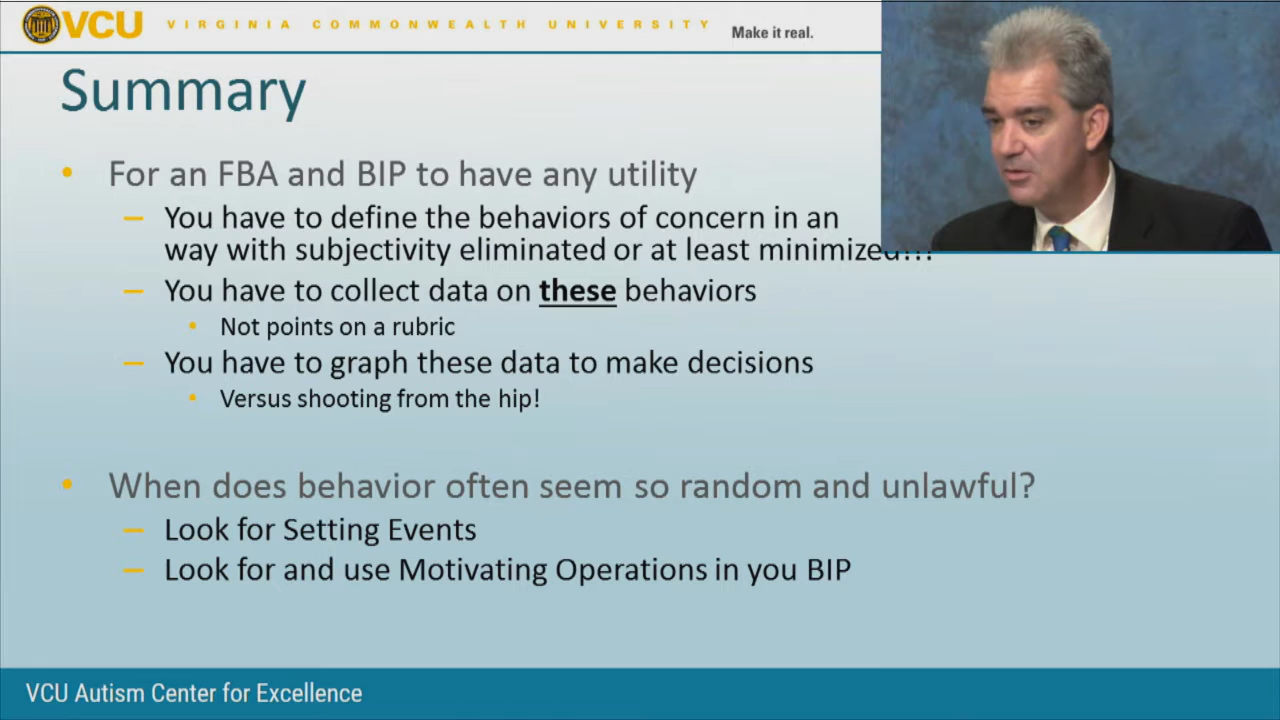 VCU VIRGINIA COMMONWEALTH UNIVERSITY Make it real.
Summary
• For an FBA and BIP to have any utility
– You have to define the behaviors of concern in an
way with subjectivity eliminated or at least minimized!!!
– You have to collect data on these behaviors
• Not points on a rubric
– You have to graph these data to make decisions
• Versus shooting from the hip!
• When does behavior often seem so random and unlawful?
– Look for Setting Events
– Look for and use Motivating Operations in you BIP
VCU Autism Center for Excellence